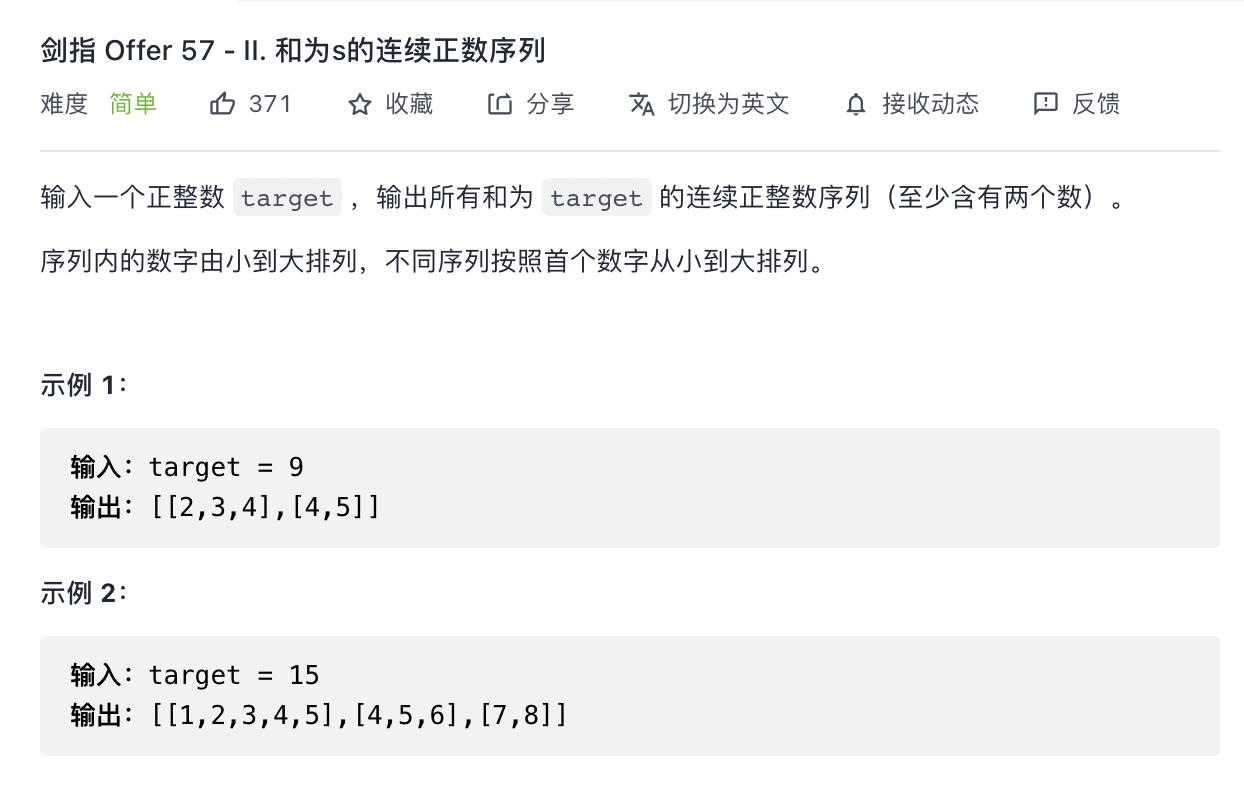 剑指 Offer 57 - II. 和为s的连续正数序列
难度 简单 371 收藏 分享 切换为英文 接收动态 反馈
输入一个正整数 target ，输出所有和为 target 的连续正整数序列（至少含有两个数）。
序列内的数字由小到大排列，不同序列按照首个数字从小到大排列。
示例 1：
输入：target = 9
输出：[[2,3,4],[4,5]]
示例 2：
输入：target = 15
输出：[[1,2,3,4,5],[4,5,6],[7,8]]